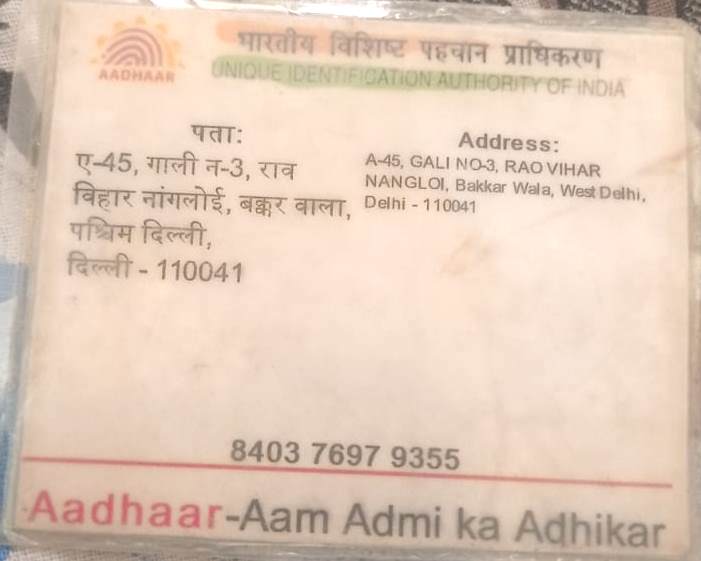 AADHAAR
भारतीय विशिष्ट पहचान प्राधिकरण
UNIQUE IDENTIFICATION AUTHORITY OF INDIA
पता:
ए-45, गाली न-3, राव
विहार नांगलोई, बक्कर वाला,
पश्चिम दिल्ली,
दिल्ली - 110041
Address:
A-45, GALI NO-3, RAO VIHAR
NANGLOI, Bakkar Wala, West Delhi,
Delhi - 110041
8403 7697 9355
Aadhaar-Aam Admi ka Adhikar